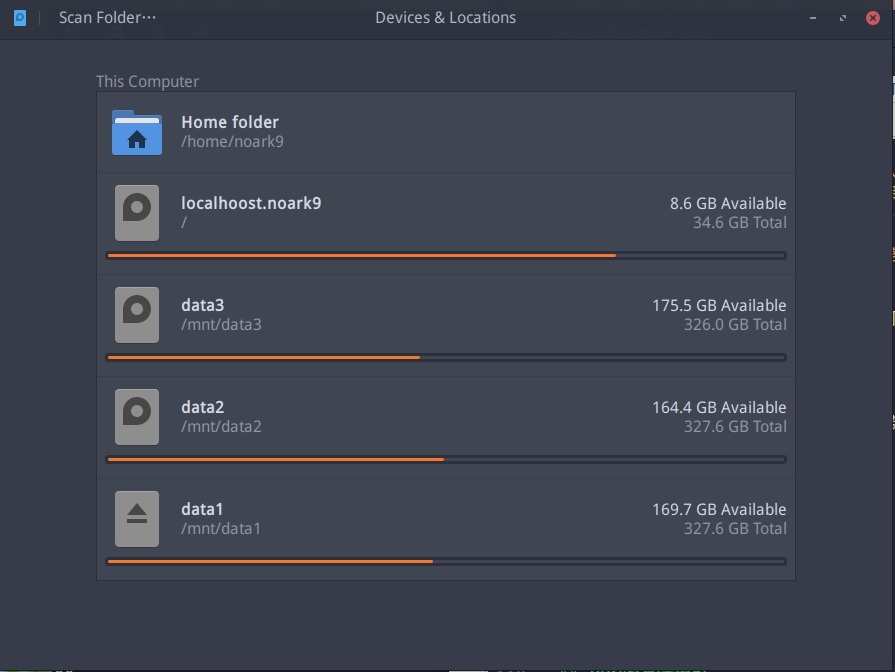 Scan Folder…
Devices & Locations
This Computer
Home folder
/home/noark9
localhoost.noark9
8.6 GB Available
/
34.6 GB Total
data3
175.5 GB Available
/mnt/data3
326.0 GB Total
data2
164.4 GB Available
/mnt/data2
327.6 GB Total
data1
169.7 GB Available
/mnt/data1
327.6 GB Total